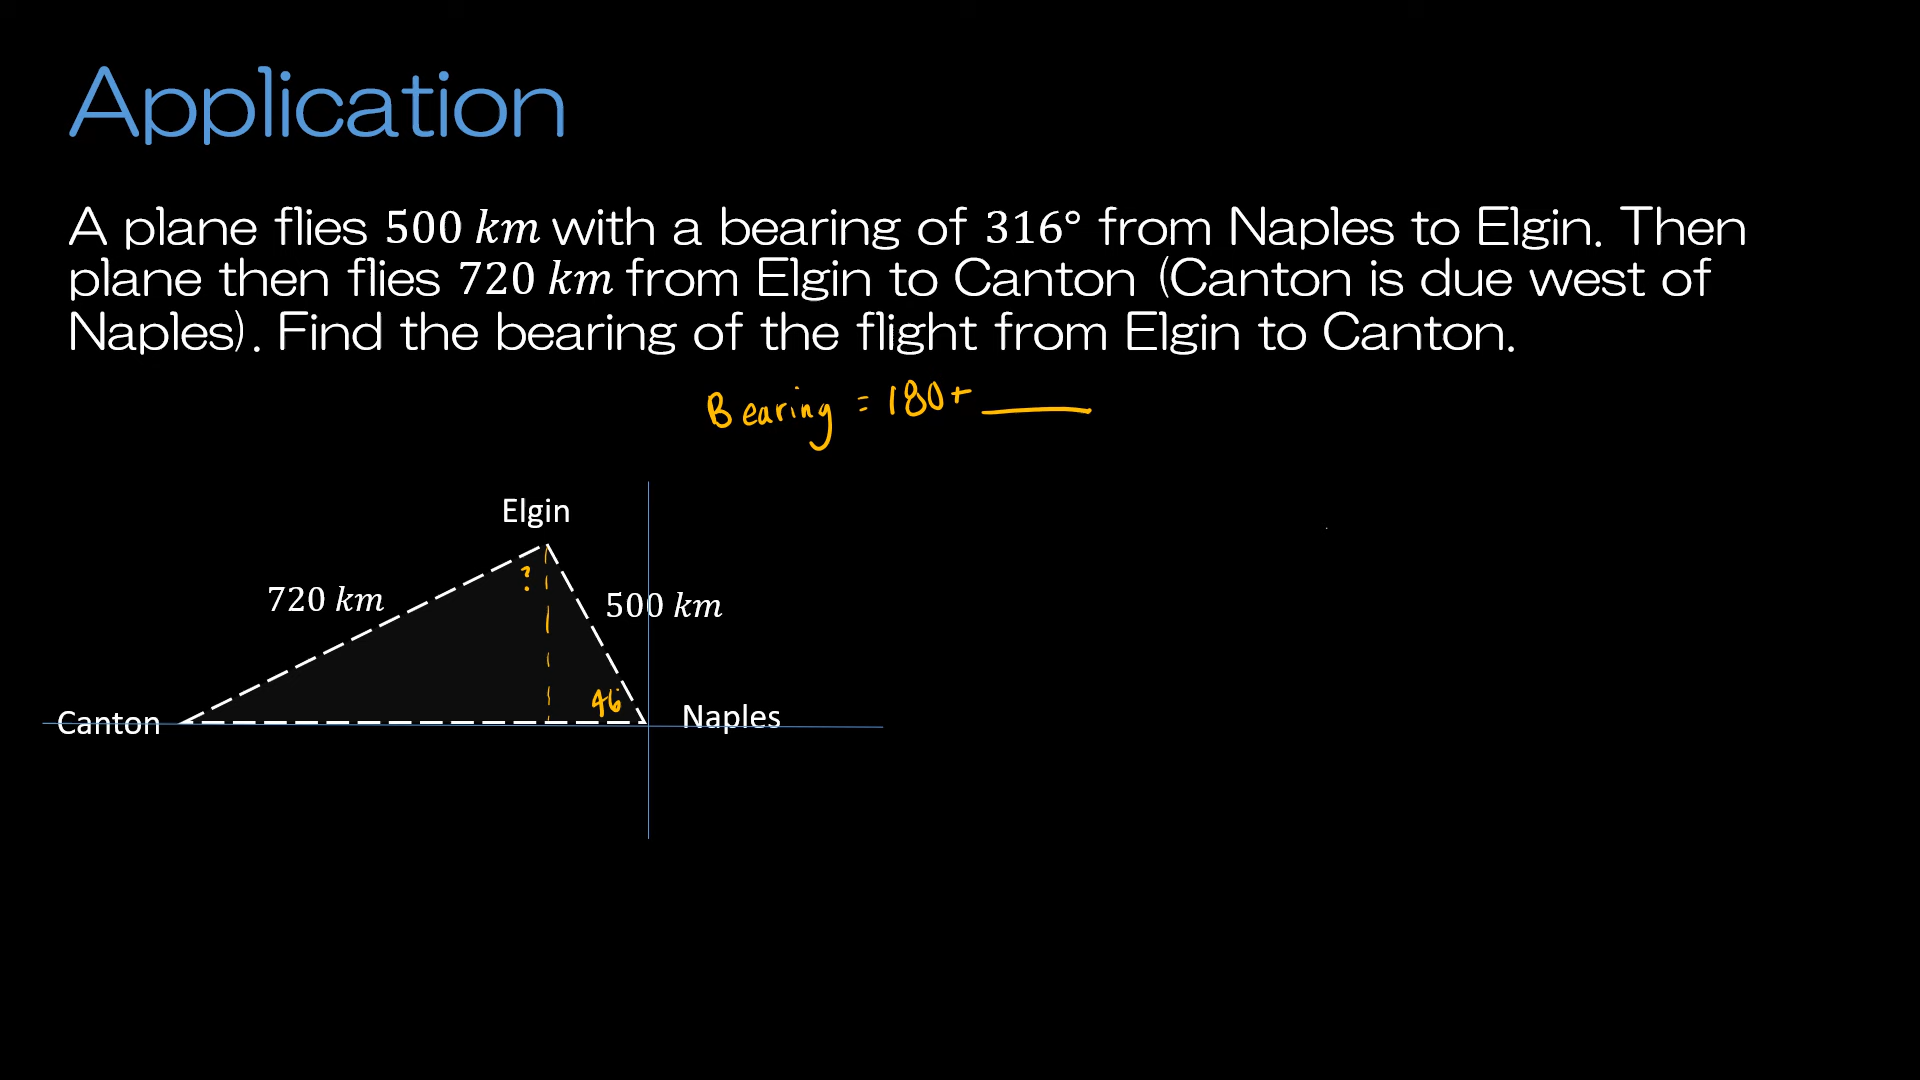 Application
A plane flies 500 km with a bearing of 316° from Naples to Elgin. Then
plane then flies 720 km from Elgin to Canton (Canton is due west of
Naples). Find the bearing of the flight from Elgin to Canton.
Bearing = 180+ ____
Elgin
?
720 km
500 km
46
Canton
Naples